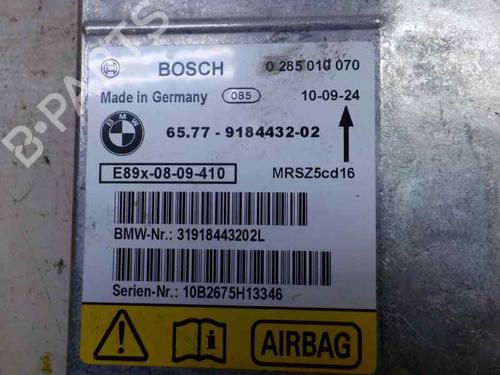 B-PARTS
BOSCH 0 285 010 070
Made in Germany 085 10-09-24
BMW
65.77 - 9184432-02
E89x-08-09-410 MRSZ5cd16
BMW-Nr.: 31918443202L
Serien-Nr.: 10B2675H13346
AIRBAG